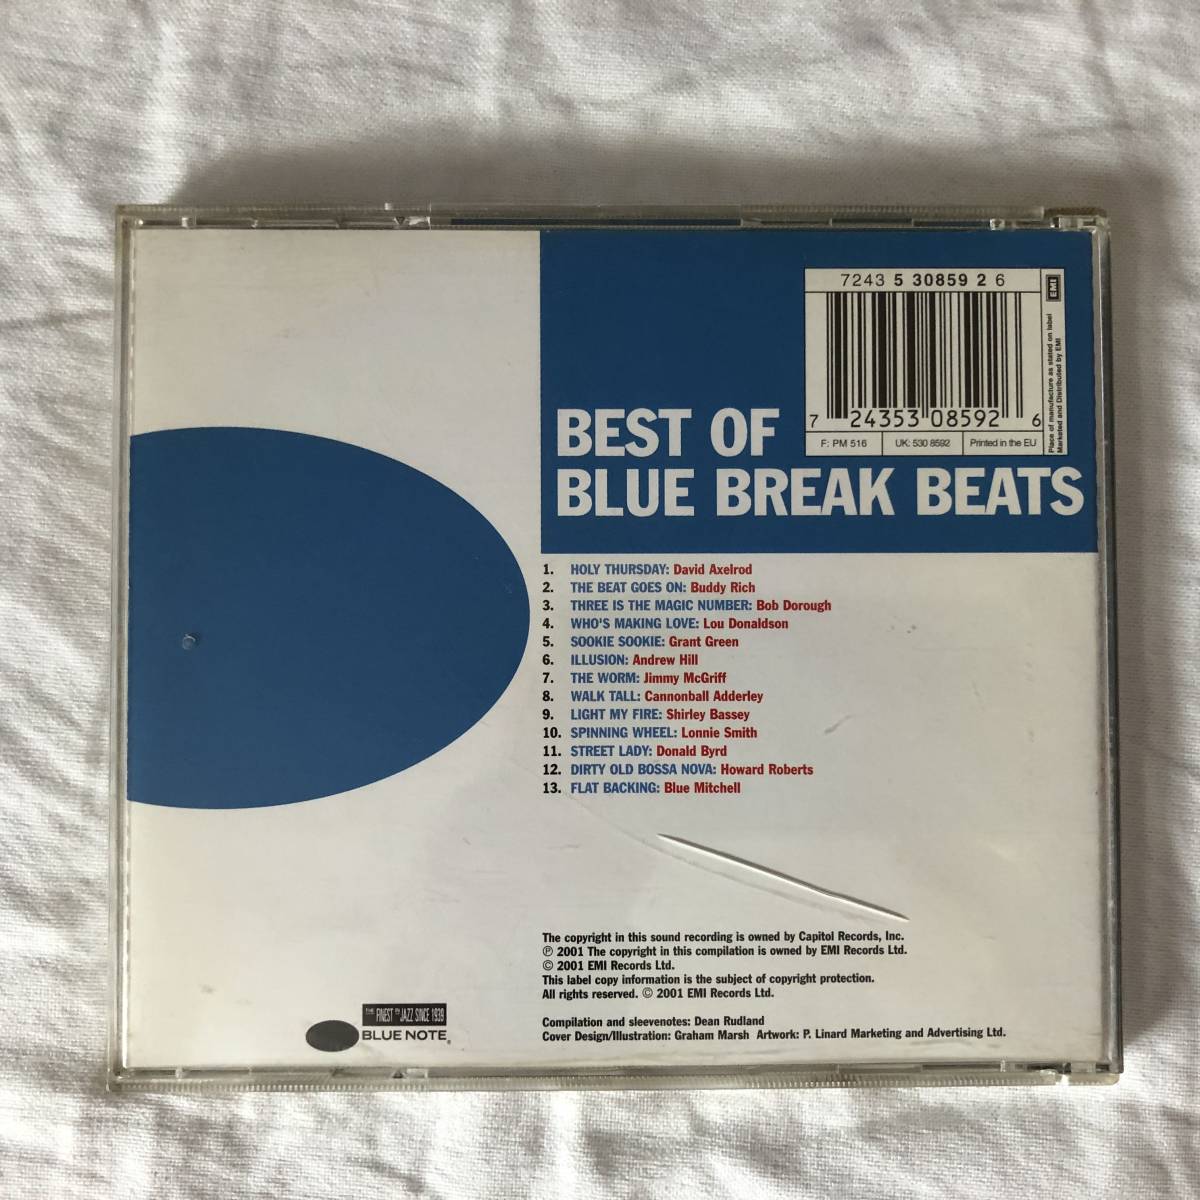 7243 5 30859 2 6
EMI
Place of manufacture as stated on label
Marketed and Distributed by EMI
7 24353 08592 6
F: PM 516
UK: 530 8592
Printed in the EU
BEST OF
BLUE BREAK BEATS
1. HOLY THURSDAY: David Axelrod
2. THE BEAT GOES ON: Buddy Rich
3. THREE IS THE MAGIC NUMBER: Bob Dorough
4. WHO'S MAKING LOVE: Lou Donaldson
5. SOOKIE SOOKIE: Grant Green
6. ILLUSION: Andrew Hill
7. THE WORM: Jimmy McGriff
8. WALK TALL: Cannonball Adderley
9. LIGHT MY FIRE: Shirley Bassey
10. SPINNING WHEEL: Lonnie Smith
11. STREET LADY: Donald Byrd
12. DIRTY OLD BOSSA NOVA: Howard Roberts
13. FLAT BACKING: Blue Mitchell
The copyright in this sound recording is owned by Capitol Records, Inc.
℗ 2001 The copyright in this compilation is owned by EMI Records Ltd.
© 2001 EMI Records Ltd.
This label copy information is the subject of copyright protection.
All rights reserved. © 2001 EMI Records Ltd.
Compilation and sleevenotes: Dean Rudland
Cover Design/Illustration: Graham Marsh Artwork: P. Linard Marketing and Advertising Ltd.
THE FINEST IN JAZZ SINCE 1939
BLUE NOTE